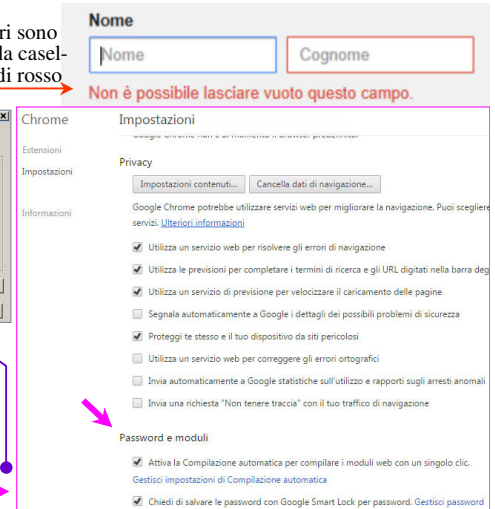 Nome
ri sono
la casel-
di rosso
Nome
Cognome
Non è possibile lasciare vuoto questo campo.
Chrome
Impostazioni
Estensioni
Impostazioni
Informazioni
Privacy
Impostazioni contenuti...
Cancella dati di navigazione...
Google Chrome potrebbe utilizzare servizi web per migliorare la navigazione. Puoi scegliere
servizi. Ulteriori informazioni
Utilizza un servizio web per risolvere gli errori di navigazione
Utilizza le previsioni per completare i termini di ricerca e gli URL digitati nella barra deg
Utilizza un servizio di previsione per velocizzare il caricamento delle pagine
Segnala automaticamente a Google i dettagli dei possibili problemi di sicurezza
Proteggi te stesso e il tuo dispositivo da siti pericolosi
Utilizza un servizio web per correggere gli errori ortografici
Invia automaticamente a Google statistiche sull'utilizzo e rapporti sugli arresti anomali
Invia una richiesta "Non tenere traccia" con il tuo traffico di navigazione
Password e moduli
Attiva la Compilazione automatica per compilare i moduli web con un singolo clic.
Gestisci impostazioni di Compilazione automatica
Chiedi di salvare le password con Google Smart Lock per password. Gestisci password